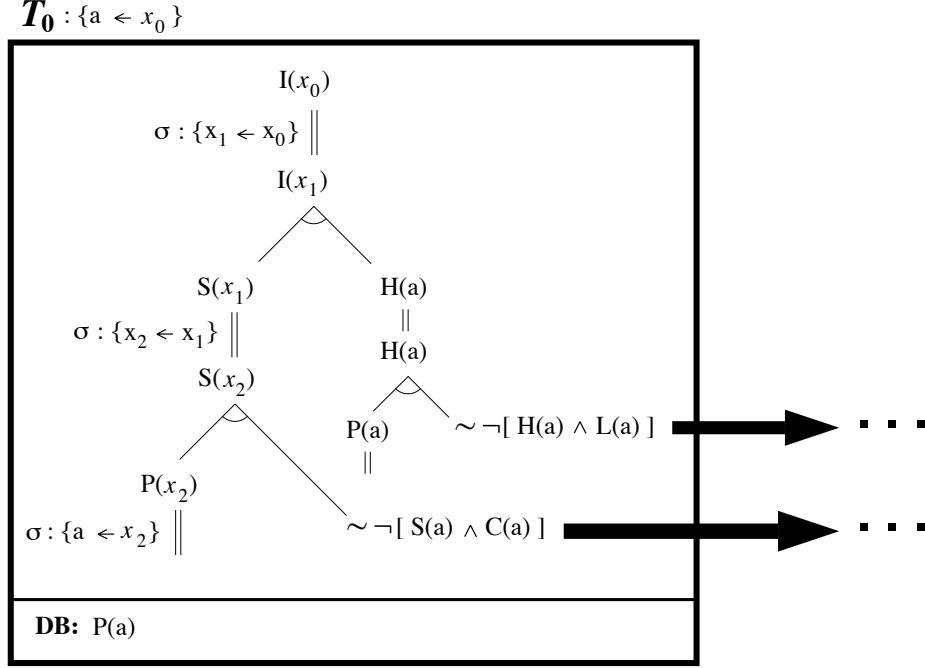 T₀ : {a ← x₀}
I(x₀)
σ : {x₁ ← x₀}
I(x₁)
S(x₁) H(a)
σ : {x₂ ← x₁}
H(a)
S(x₂)
P(a) ∼ ¬[ H(a) ∧ L(a) ] . . .
P(x₂)
σ : {a ← x₂} ∼ ¬[ S(a) ∧ C(a) ] . . .
DB: P(a)